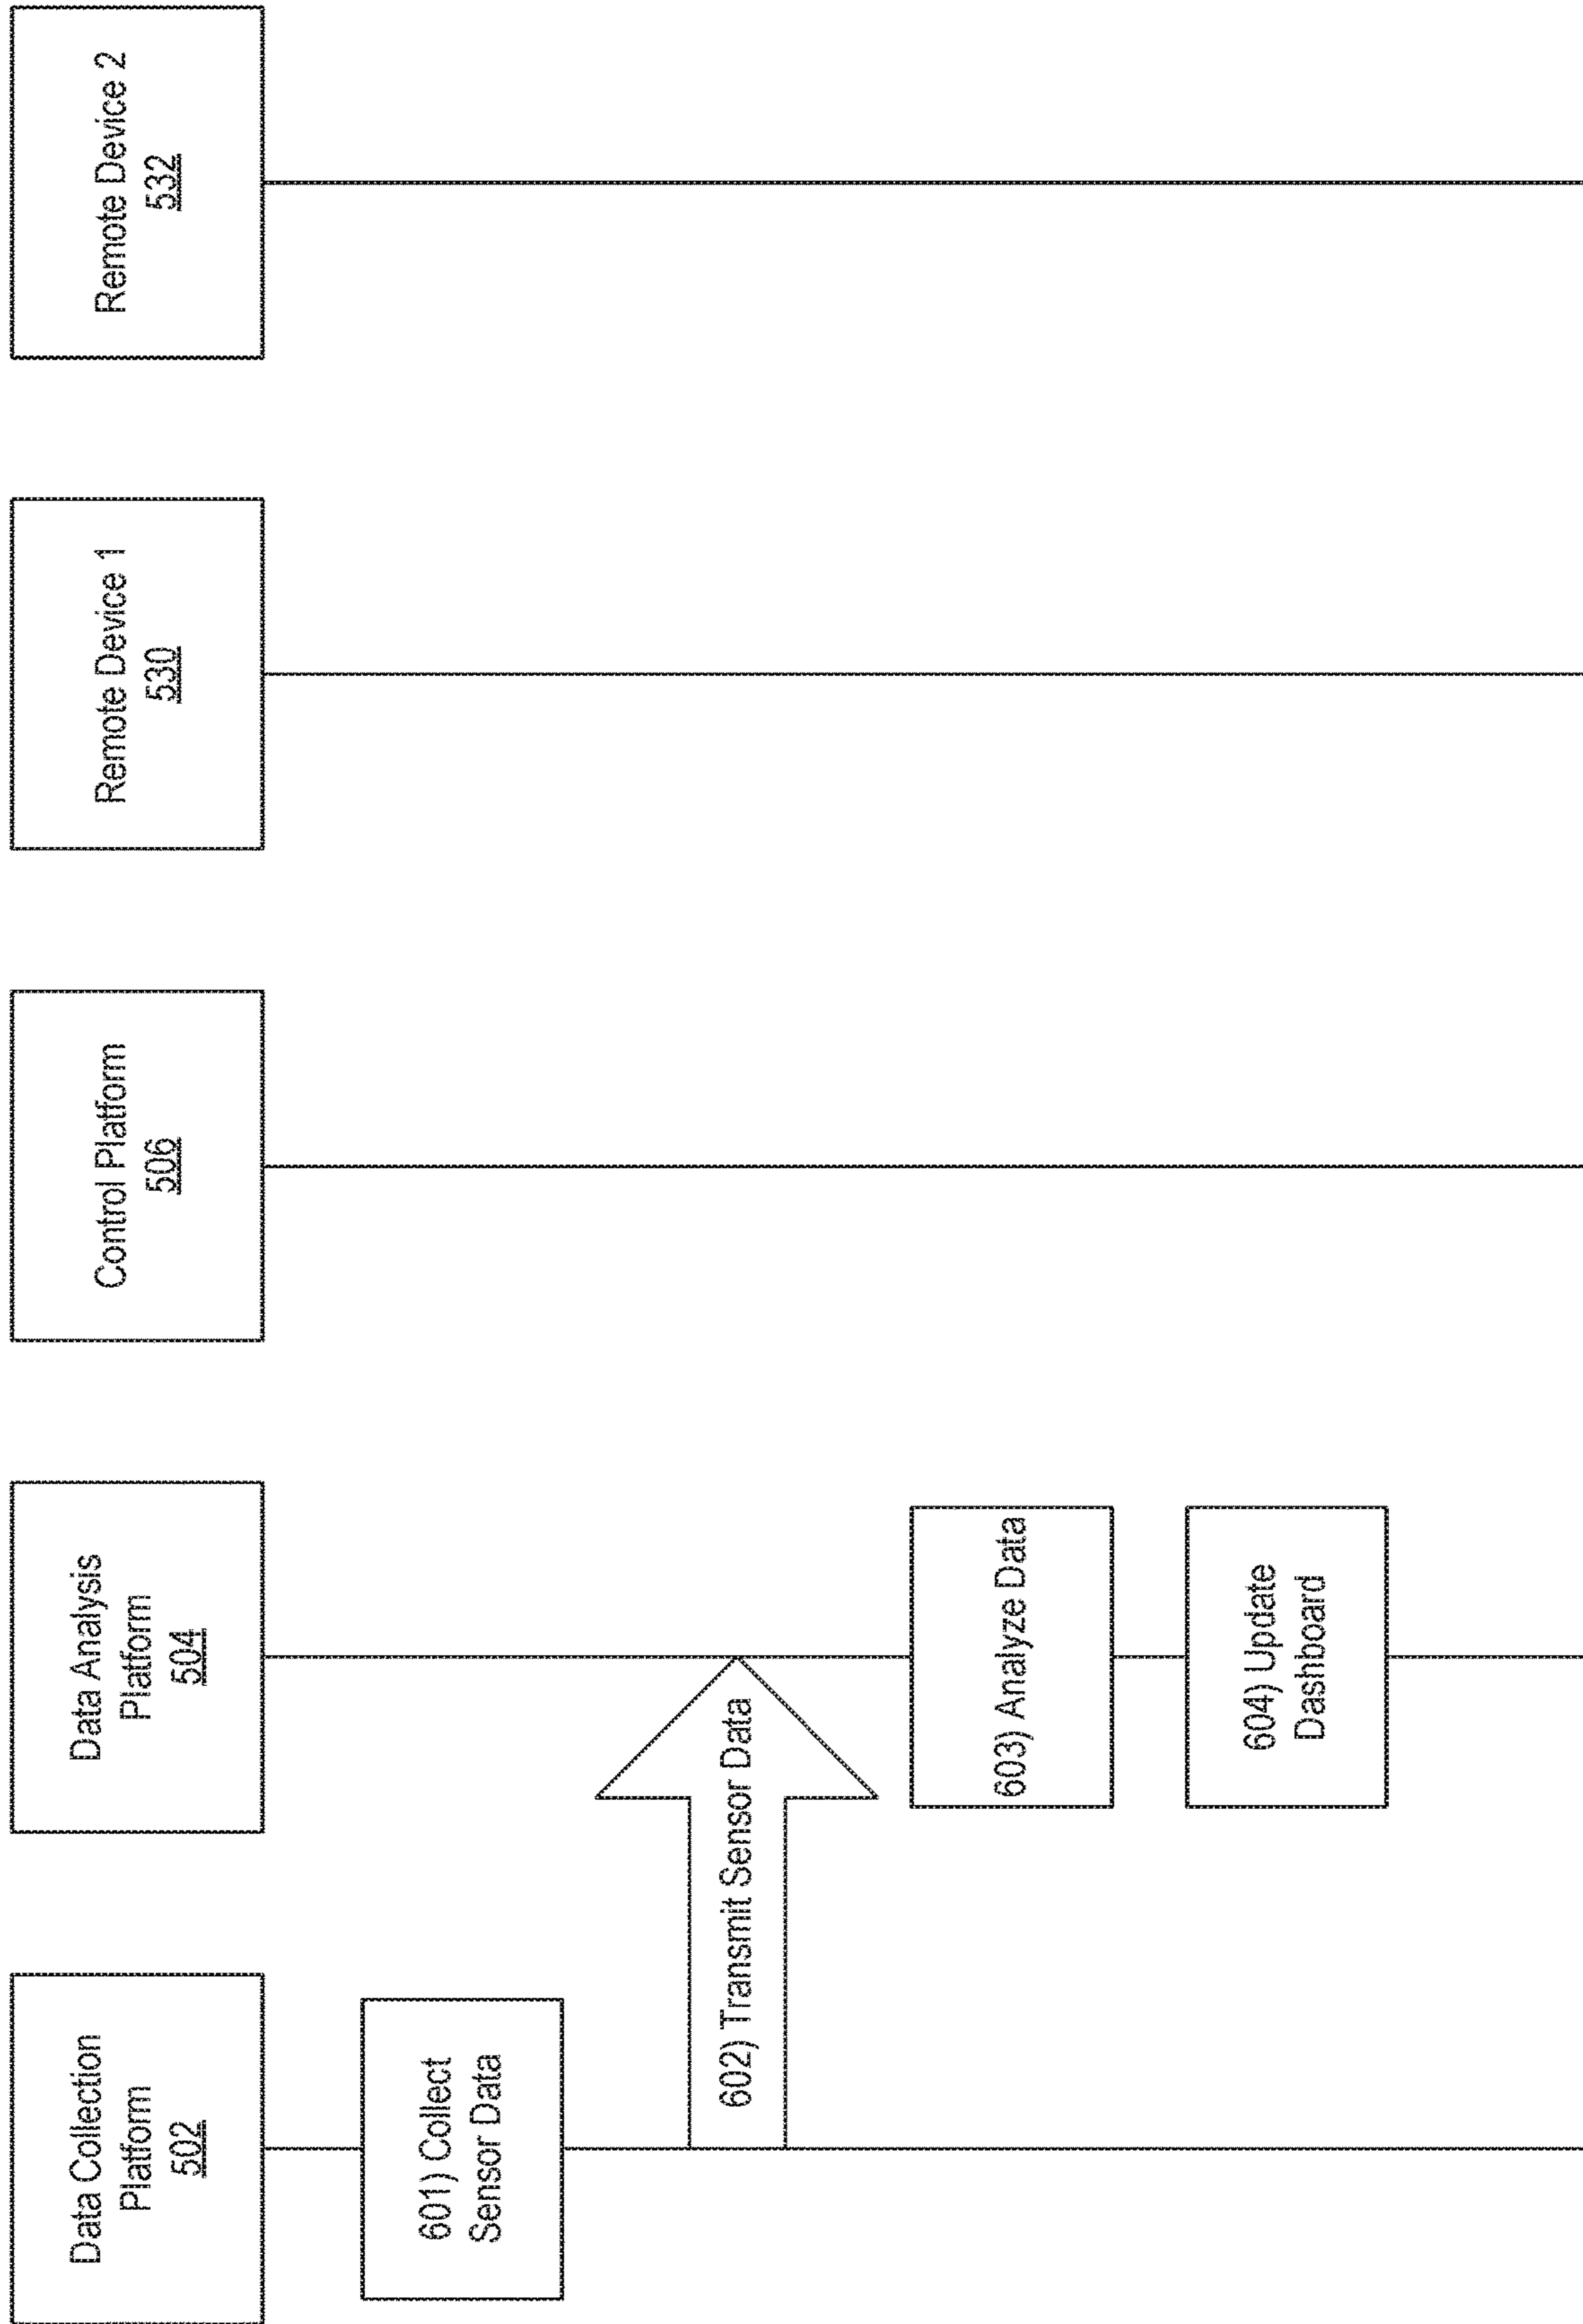 Data Collection
Platform
502
Data Analysis
Platform
504
Control Platform
506
Remote Device 1
530
Remote Device 2
532
601) Collect
Sensor Data
602) Transmit Sensor Data
603) Analyze Data
604) Update
Dashboard